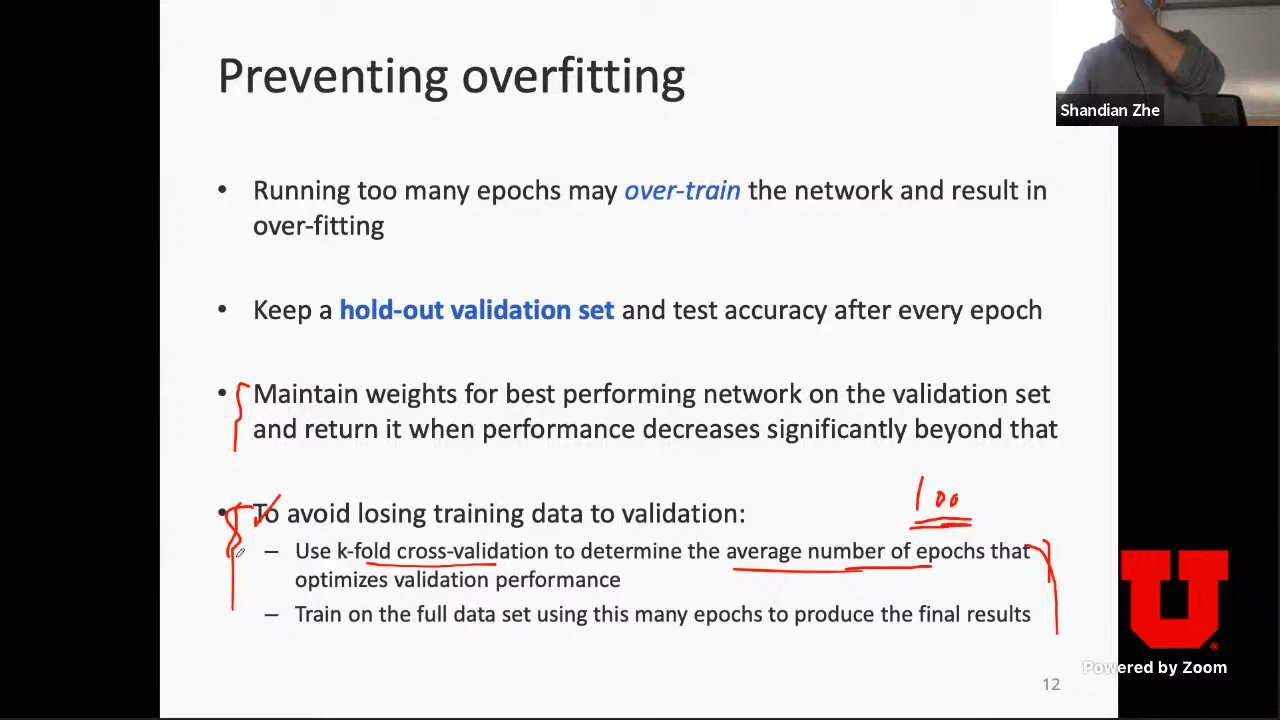 Preventing overfitting
Shandian Zhe
• Running too many epochs may over-train the network and result in
over-fitting
• Keep a hold-out validation set and test accuracy after every epoch
• Maintain weights for best performing network on the validation set
and return it when performance decreases significantly beyond that
100
• To avoid losing training data to validation:
– Use k-fold cross-validation to determine the average number of epochs that
optimizes validation performance
– Train on the full data set using this many epochs to produce the final results
U
Powered by Zoom
12